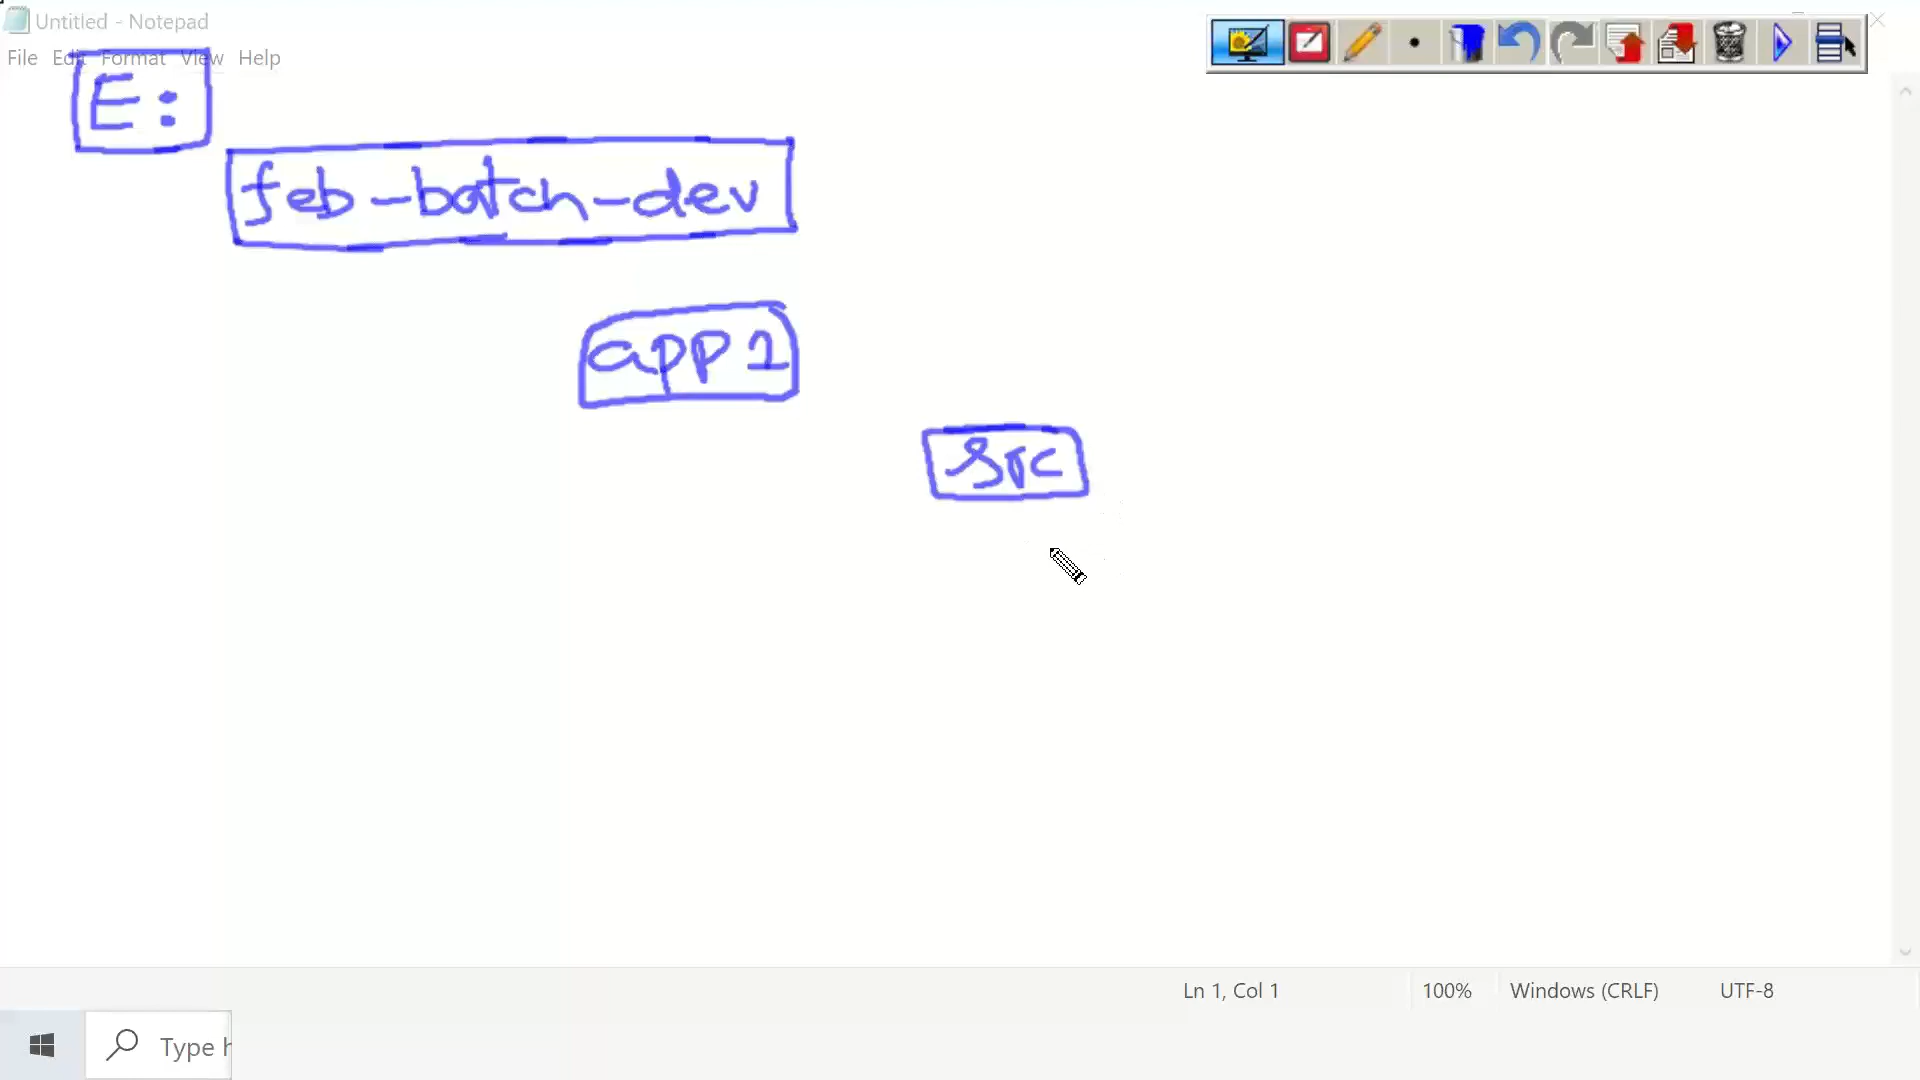 Untitled - Notepad
File Edit Format View Help
E:
feb-batch-dev
app1
src
Ln 1, Col 1 100% Windows (CRLF) UTF-8
Type h